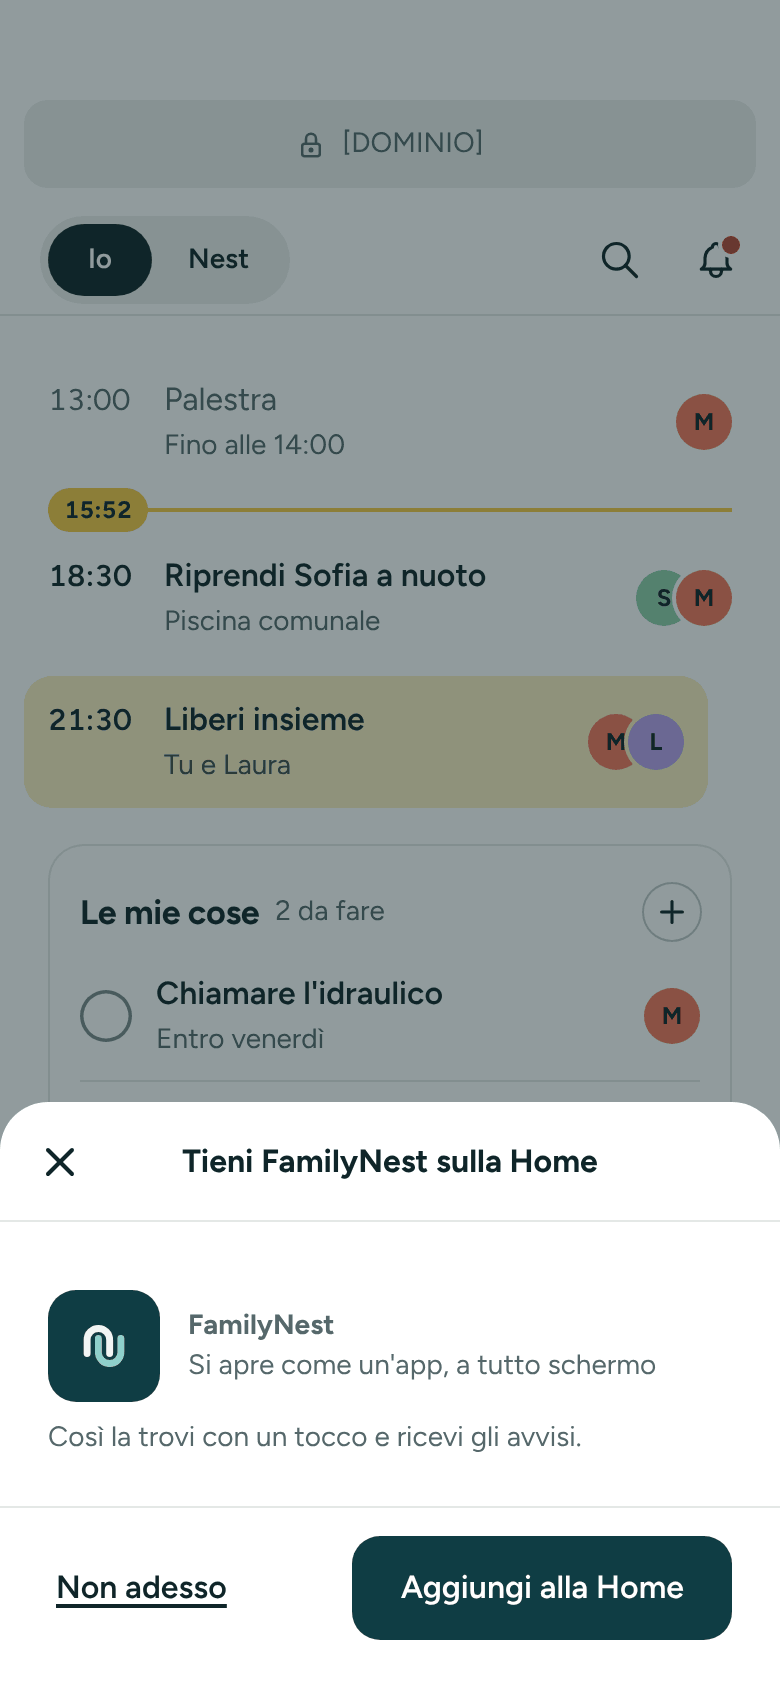 [DOMINIO]
Io
Nest
13:00
Palestra
Fino alle 14:00
M
15:52
18:30
Riprendi Sofia a nuoto
Piscina comunale
S
M
21:30
Liberi insieme
Tu e Laura
M
L
Le mie cose
2 da fare
Chiamare l'idraulico
Entro venerdì
M
Tieni FamilyNest sulla Home
FamilyNest
Si apre come un'app, a tutto schermo
Così la trovi con un tocco e ricevi gli avvisi.
Non adesso
Aggiungi alla Home